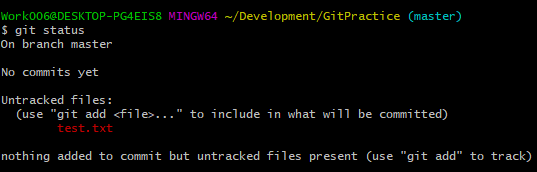 Work006@DESKTOP-PG4EIS8 MINGW64 ~/Development/GitPractice (master)
$ git status
On branch master
No commits yet
Untracked files:
(use "git add <file>..." to include in what will be committed)
test.txt
nothing added to commit but untracked files present (use "git add" to track)